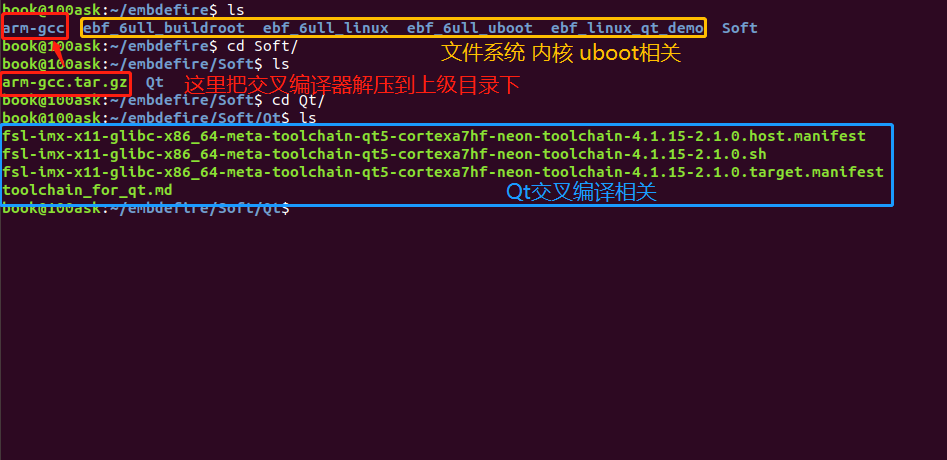 book@100ask:~/embdefire$ ls
arm-gcc ebf_6ull_buildroot ebf_6ull_linux ebf_6ull_uboot ebf_linux_qt_demo Soft
book@100ask:~/embdefire$ cd Soft/
文件系统 内核 uboot相关
book@100ask:~/embdefire/Soft$ ls
arm-gcc.tar.gz Qt 这里把交叉编译器解压到上级目录下
book@100ask:~/embdefire/Soft$ cd Qt/
book@100ask:~/embdefire/Soft/Qt$ ls
fsl-imx-x11-glibc-x86_64-meta-toolchain-qt5-cortexa7hf-neon-toolchain-4.1.15-2.1.0.host.manifest
fsl-imx-x11-glibc-x86_64-meta-toolchain-qt5-cortexa7hf-neon-toolchain-4.1.15-2.1.0.sh
fsl-imx-x11-glibc-x86_64-meta-toolchain-qt5-cortexa7hf-neon-toolchain-4.1.15-2.1.0.target.manifest
toolchain_for_qt.md Qt交叉编译相关
book@100ask:~/embdefire/Soft/Qt$